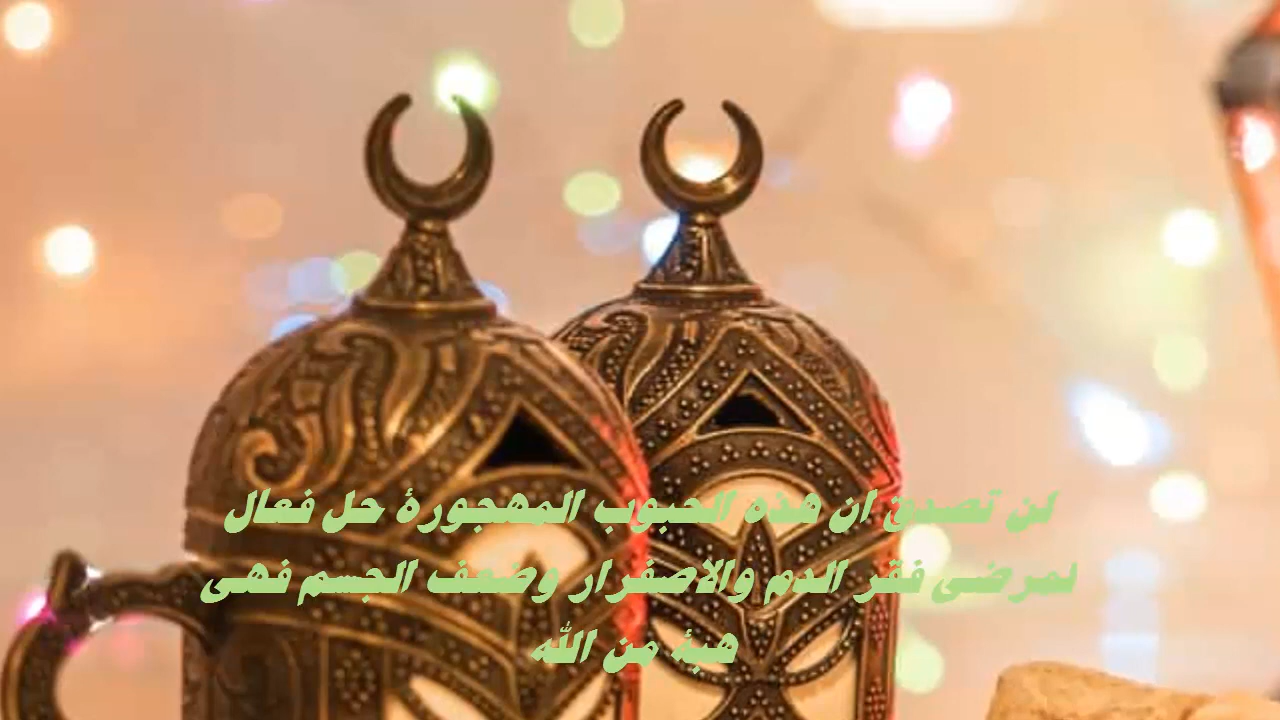 لن تصدق ان هذه الحبوب المهجورة حل فعال
لمرضى فقر الدم والاصفرار وضعف الجسم فهى
هبة من الله